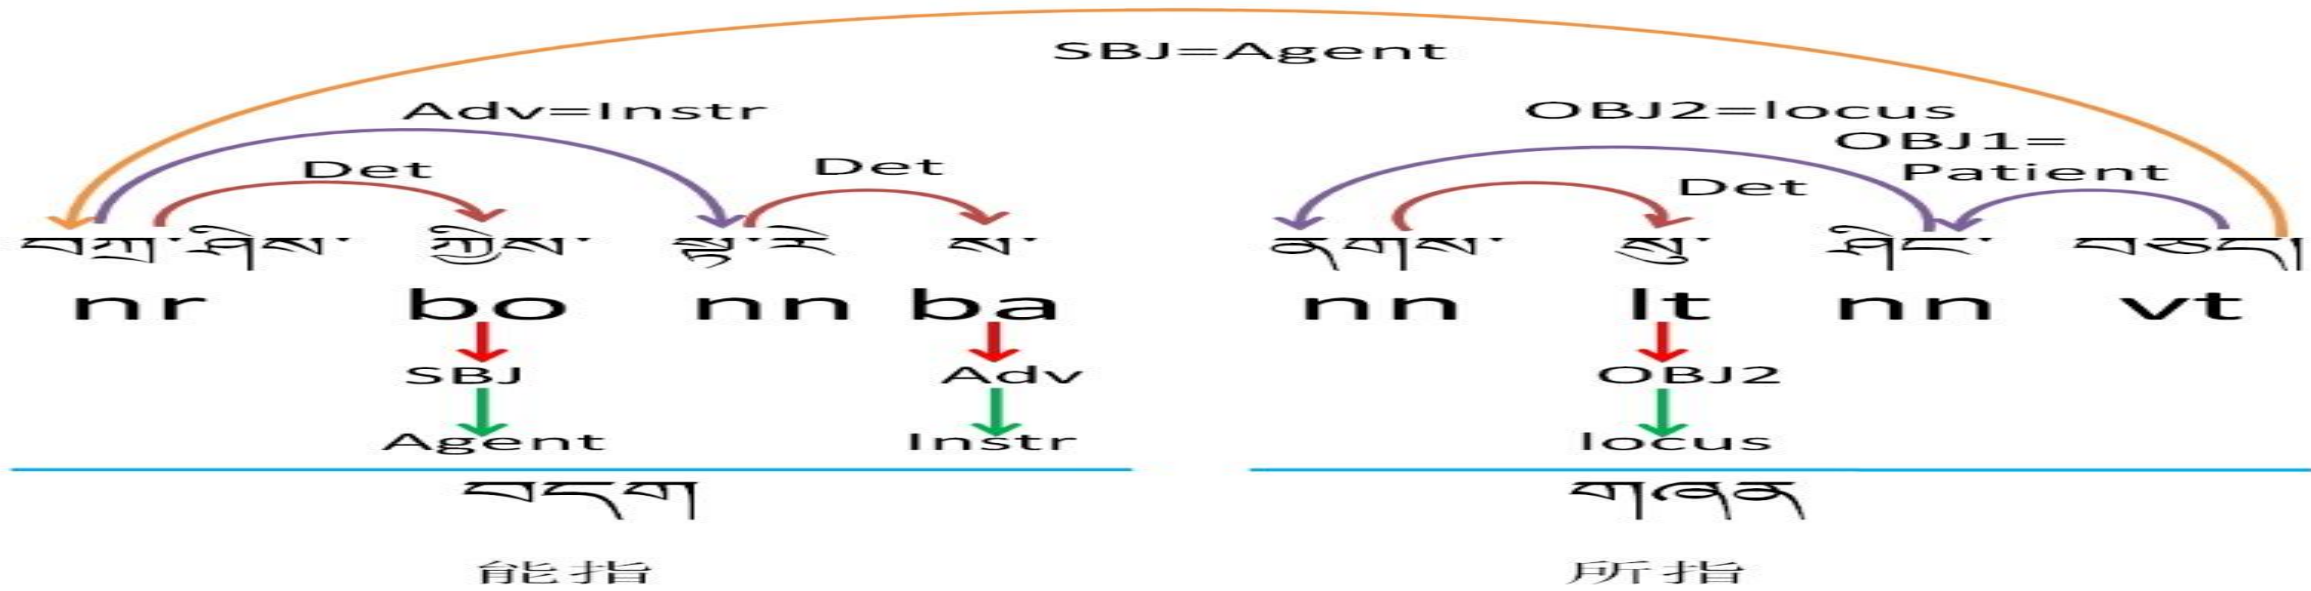 SBJ=Agent
Adv=Instr OBJ2=locus
OBJ1=
Det Det Patient
Det
བཀྲ་ཤིས་ ཀྱིས་ སྟ་རེ ས་ ནགས་ སུ་ ཤིང་ བཅད།
nr bo nn ba nn lt nn vt
SBJ Adv OBJ2
Agent Instr locus
བདག གཞན
能指 所指